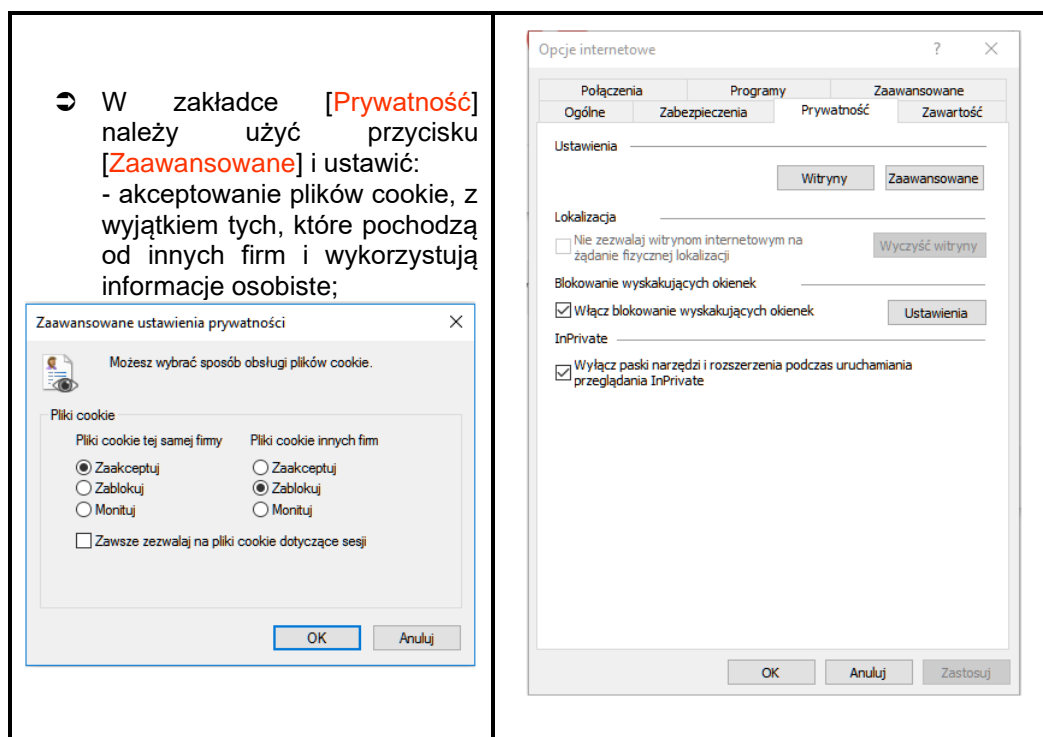 ➲ W zakładce [Prywatność]
należy użyć przycisku
[Zaawansowane] i ustawić:
- akceptowanie plików cookie, z
wyjątkiem tych, które pochodzą
od innych firm i wykorzystują
informacje osobiste;
Zaawansowane ustawienia prywatności
Możesz wybrać sposób obsługi plików cookie.
Pliki cookie
Pliki cookie tej samej firmy Pliki cookie innych firm
Zaakceptuj Zaakceptuj
Zablokuj Zablokuj
Monituj Monituj
Zawsze zezwalaj na pliki cookie dotyczące sesji
OK Anuluj
Opcje internetowe ?
Połączenia Programy Zaawansowane
Ogólne Zabezpieczenia Prywatność Zawartość
Ustawienia
Witryny Zaawansowane
Lokalizacja
Nie zezwalaj witrynom internetowym na
żądanie fizycznej lokalizacji
Wyczyść witryny
Blokowanie wyskakujących okienek
Włącz blokowanie wyskakujących okienek Ustawienia
InPrivate
Wyłącz paski narzędzi i rozszerzenia podczas uruchamiania
przeglądania InPrivate
OK Anuluj Zastosuj